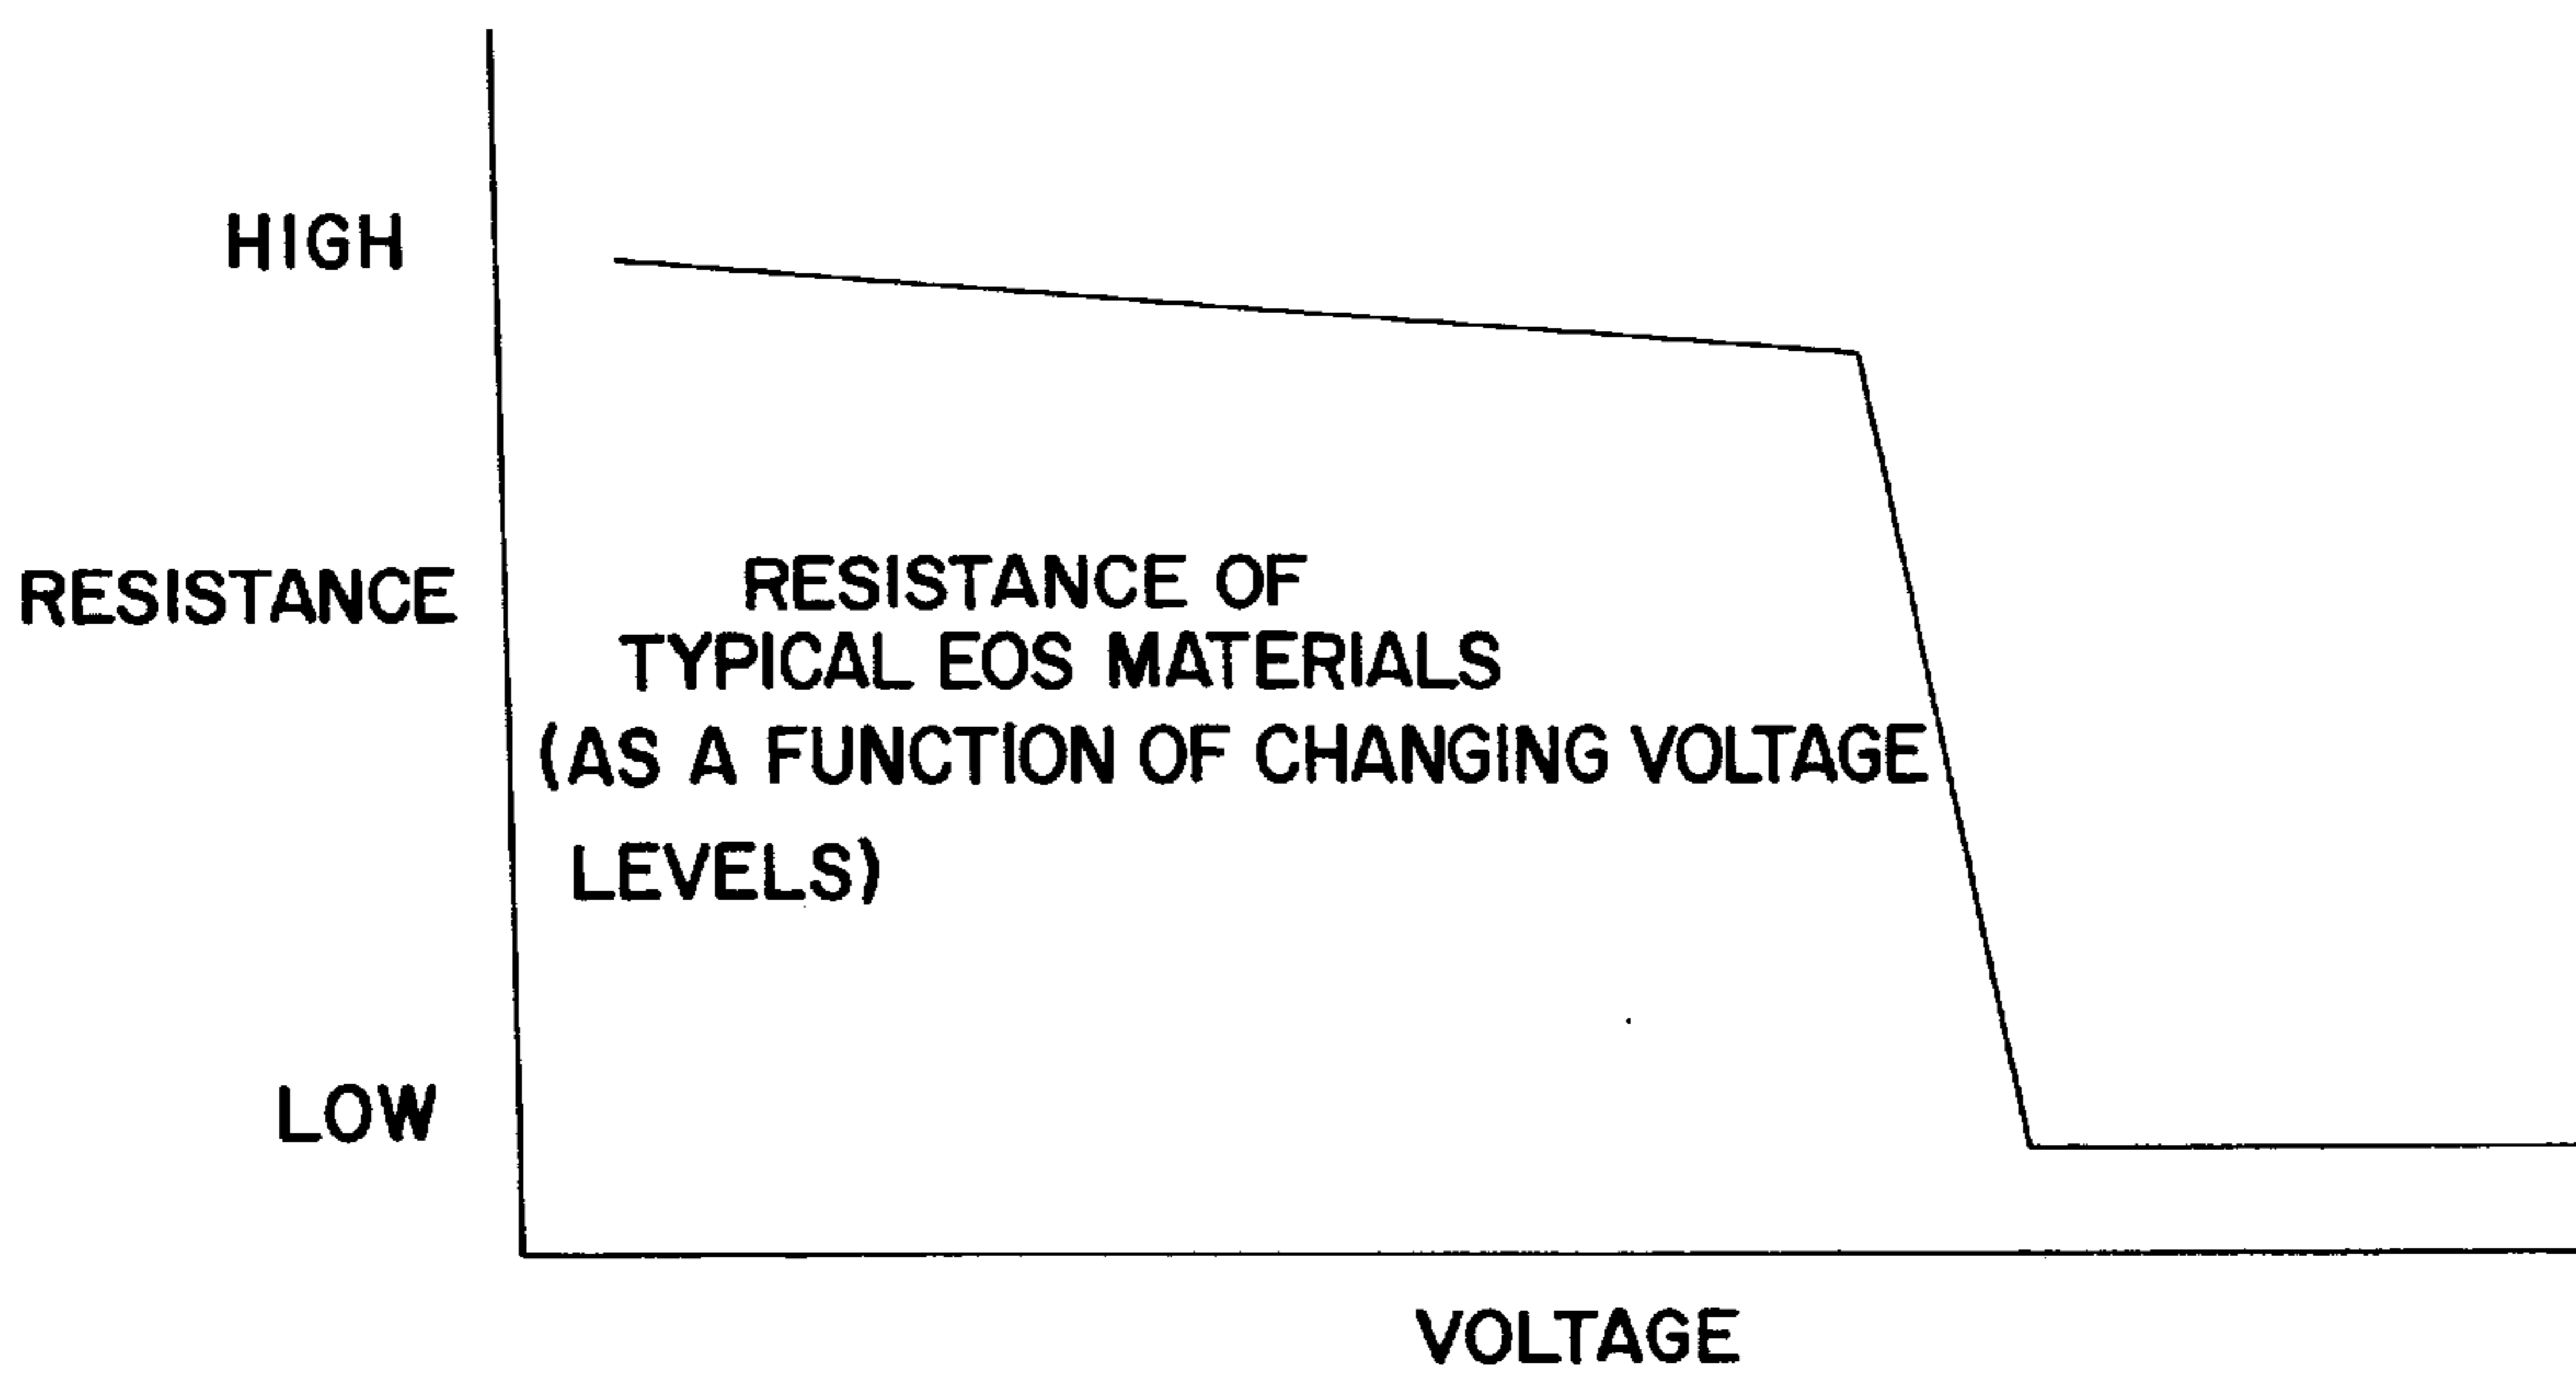 HIGH
RESISTANCE
RESISTANCE OF
TYPICAL EOS MATERIALS
(AS A FUNCTION OF CHANGING VOLTAGE
LEVELS)
LOW
VOLTAGE